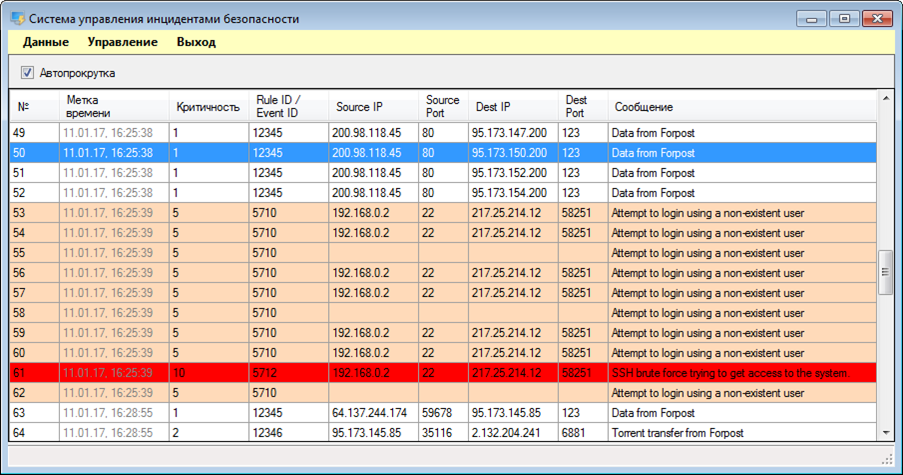 Система управления инцидентами безопасности
Данные Управление Выход
Автопрокрутка
№ Метка времени Критичность Rule ID / Event ID Source IP Source Port Dest IP Dest Port Сообщение
49 11.01.17, 16:25:38 1 12345 200.98.118.45 80 95.173.147.200 123 Data from Forpost
50 11.01.17, 16:25:38 1 12345 200.98.118.45 80 95.173.150.200 123 Data from Forpost
51 11.01.17, 16:25:38 1 12345 200.98.118.45 80 95.173.152.200 123 Data from Forpost
52 11.01.17, 16:25:38 1 12345 200.98.118.45 80 95.173.154.200 123 Data from Forpost
53 11.01.17, 16:25:39 5 5710 192.168.0.2 22 217.25.214.12 58251 Attempt to login using a non-existent user
54 11.01.17, 16:25:39 5 5710 192.168.0.2 22 217.25.214.12 58251 Attempt to login using a non-existent user
55 11.01.17, 16:25:39 5 5710 Attempt to login using a non-existent user
56 11.01.17, 16:25:39 5 5710 192.168.0.2 22 217.25.214.12 58251 Attempt to login using a non-existent user
57 11.01.17, 16:25:39 5 5710 192.168.0.2 22 217.25.214.12 58251 Attempt to login using a non-existent user
58 11.01.17, 16:25:39 5 5710 Attempt to login using a non-existent user
59 11.01.17, 16:25:39 5 5710 192.168.0.2 22 217.25.214.12 58251 Attempt to login using a non-existent user
60 11.01.17, 16:25:39 5 5710 192.168.0.2 22 217.25.214.12 58251 Attempt to login using a non-existent user
61 11.01.17, 16:25:39 10 5712 192.168.0.2 22 217.25.214.12 58251 SSH brute force trying to get access to the system.
62 11.01.17, 16:25:39 5 5710 Attempt to login using a non-existent user
63 11.01.17, 16:28:55 1 12345 64.137.244.174 59678 95.173.145.85 123 Data from Forpost
64 11.01.17, 16:28:55 2 12346 95.173.145.85 35116 2.132.204.241 6881 Torrent transfer from Forpost